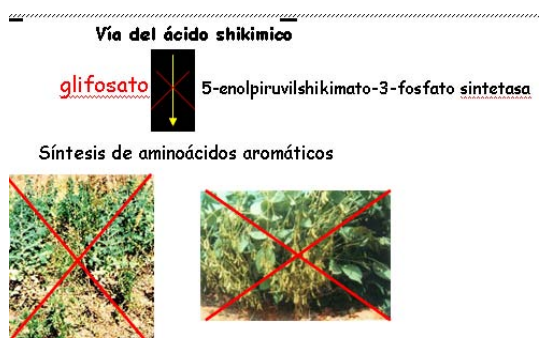 Vía del ácido shikimico
glifosato 5-enolpiruvilshikimato-3-fosfato sintetasa
Síntesis de aminoácidos aromáticos